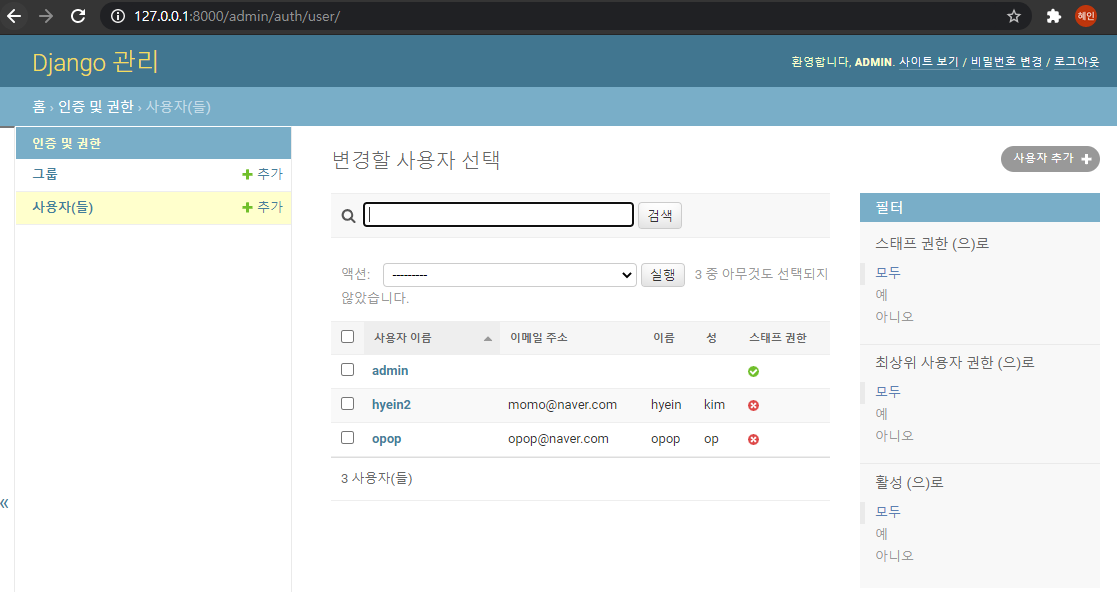 127.0.0.1:8000/admin/auth/user/
혜인
Django 관리
환영합니다, ADMIN. 사이트 보기 / 비밀번호 변경 / 로그아웃
홈 › 인증 및 권한 › 사용자(들)
인증 및 권한
그룹 추가
사용자(들) 추가
«
변경할 사용자 선택
사용자 추가
검색
액션: --------- 실행 3 중 아무것도 선택되지
않았습니다.
사용자 이름 이메일 주소 이름 성 스태프 권한
admin
hyein2 momo@naver.com hyein kim
opop opop@naver.com opop op
3 사용자(들)
필터
스태프 권한 (으)로
모두
예
아니오
최상위 사용자 권한 (으)로
모두
예
아니오
활성 (으)로
모두
예
아니오